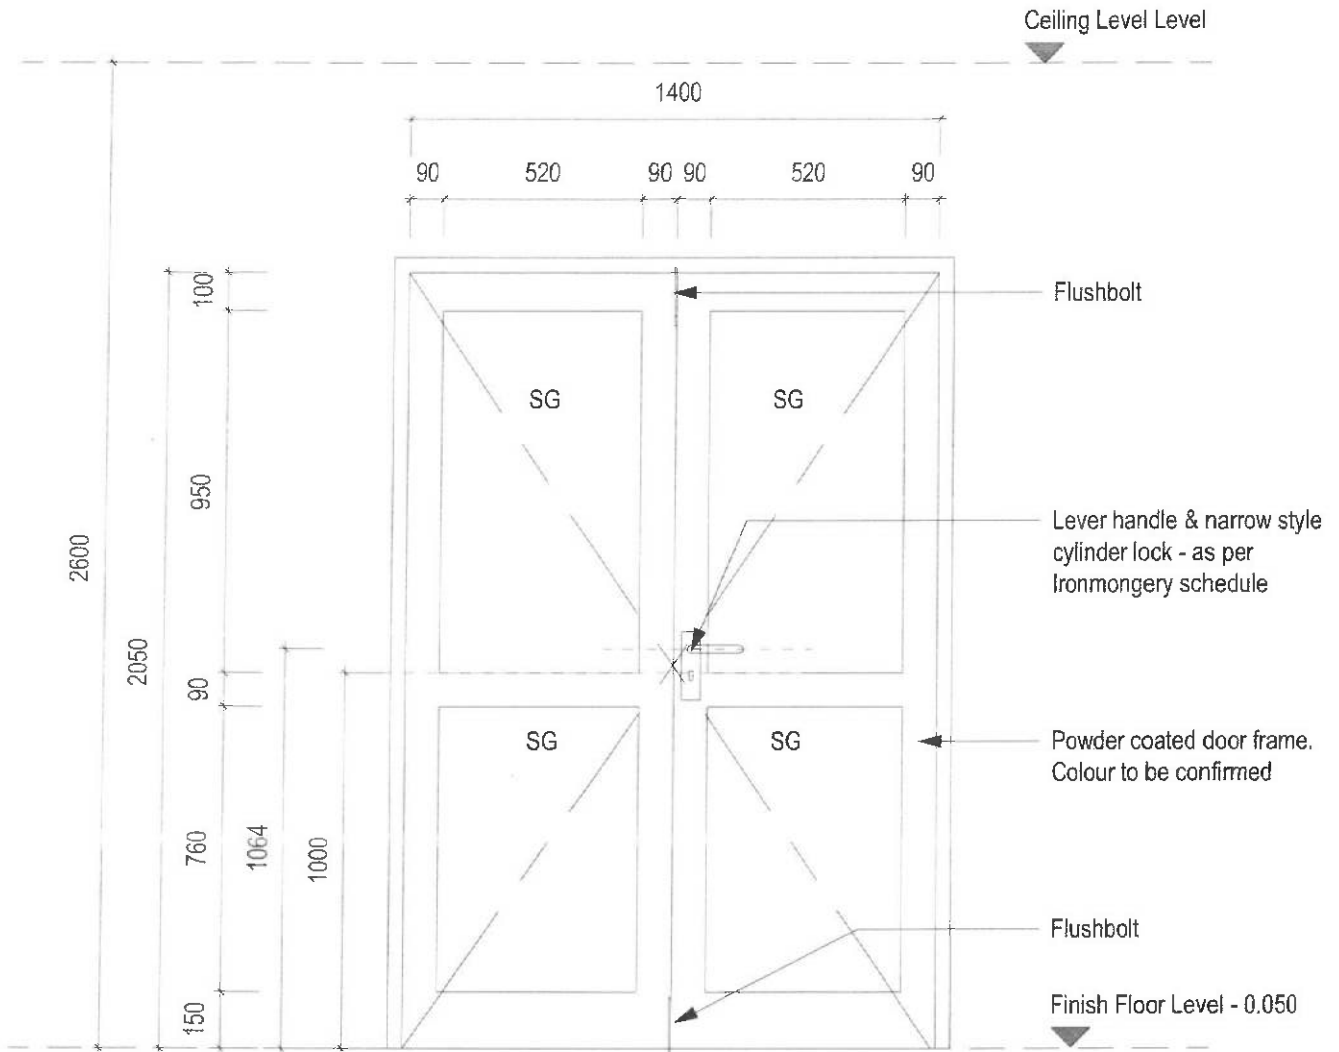 Ceiling Level Level
1400
90 520 90 90 520 90
100
Flushbolt
SG SG
950
Lever handle & narrow style
cylinder lock - as per
Ironmongery schedule
2600
2050
90
SG SG
Powder coated door frame.
Colour to be confirmed
760
1064
1000
Flushbolt
150
Finish Floor Level - 0.050